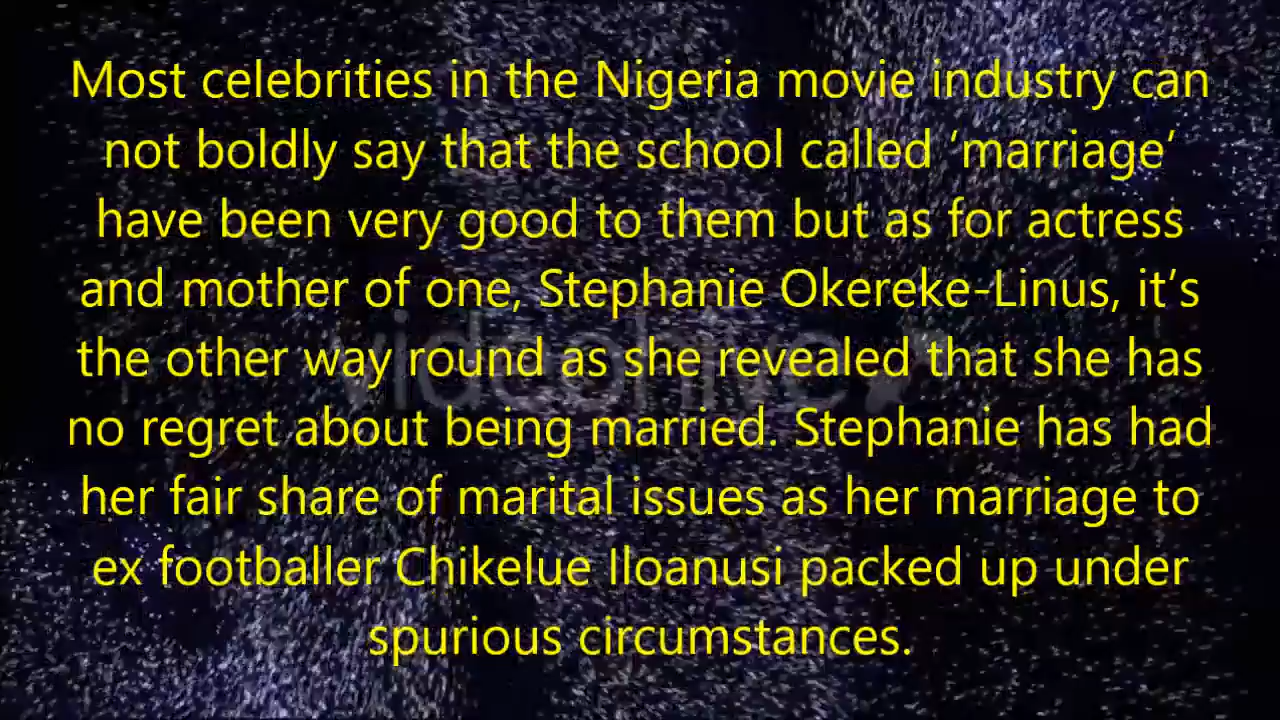 Most celebrities in the Nigeria movie industry can
not boldly say that the school called ‘marriage’
have been very good to them but as for actress
and mother of one, Stephanie Okereke-Linus, it’s
the other way round as she revealed that she has
no regret about being married. Stephanie has had
her fair share of marital issues as her marriage to
ex footballer Chikelue Iloanusi packed up under
spurious circumstances.
videohive